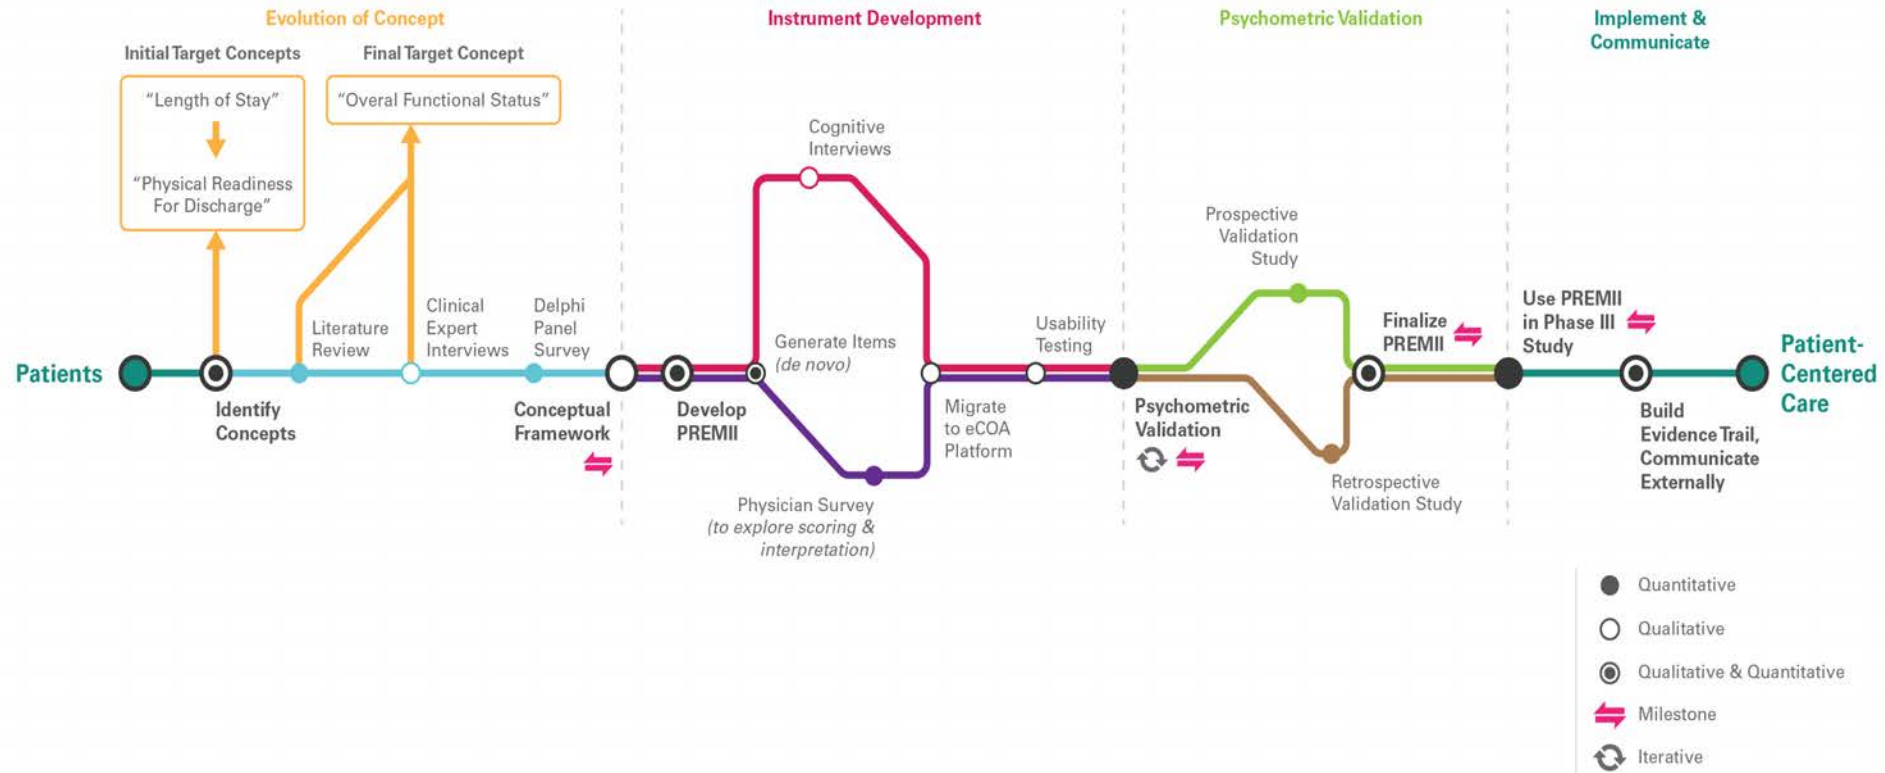 Evolution of Concept
Instrument Development
Psychometric Validation
Implement &
Communicate
Initial Target Concepts
Final Target Concept
“Length of Stay”
“Physical Readiness
For Discharge”
“Overal Functional Status”
Patients
Identify
Concepts
Literature
Review
Clinical
Expert
Interviews
Delphi
Panel
Survey
Conceptual
Framework
Develop
PREMII
Cognitive
Interviews
Generate Items
(de novo)
Physician Survey
(to explore scoring &
interpretation)
Migrate
to eCOA
Platform
Usability
Testing
Psychometric
Validation
Prospective
Validation
Study
Retrospective
Validation Study
Finalize
PREMII
Use PREMII
in Phase III
Study
Build
Evidence Trail,
Communicate
Externally
Patient-
Centered
Care
Quantitative
Qualitative
Qualitative & Quantitative
Milestone
Iterative